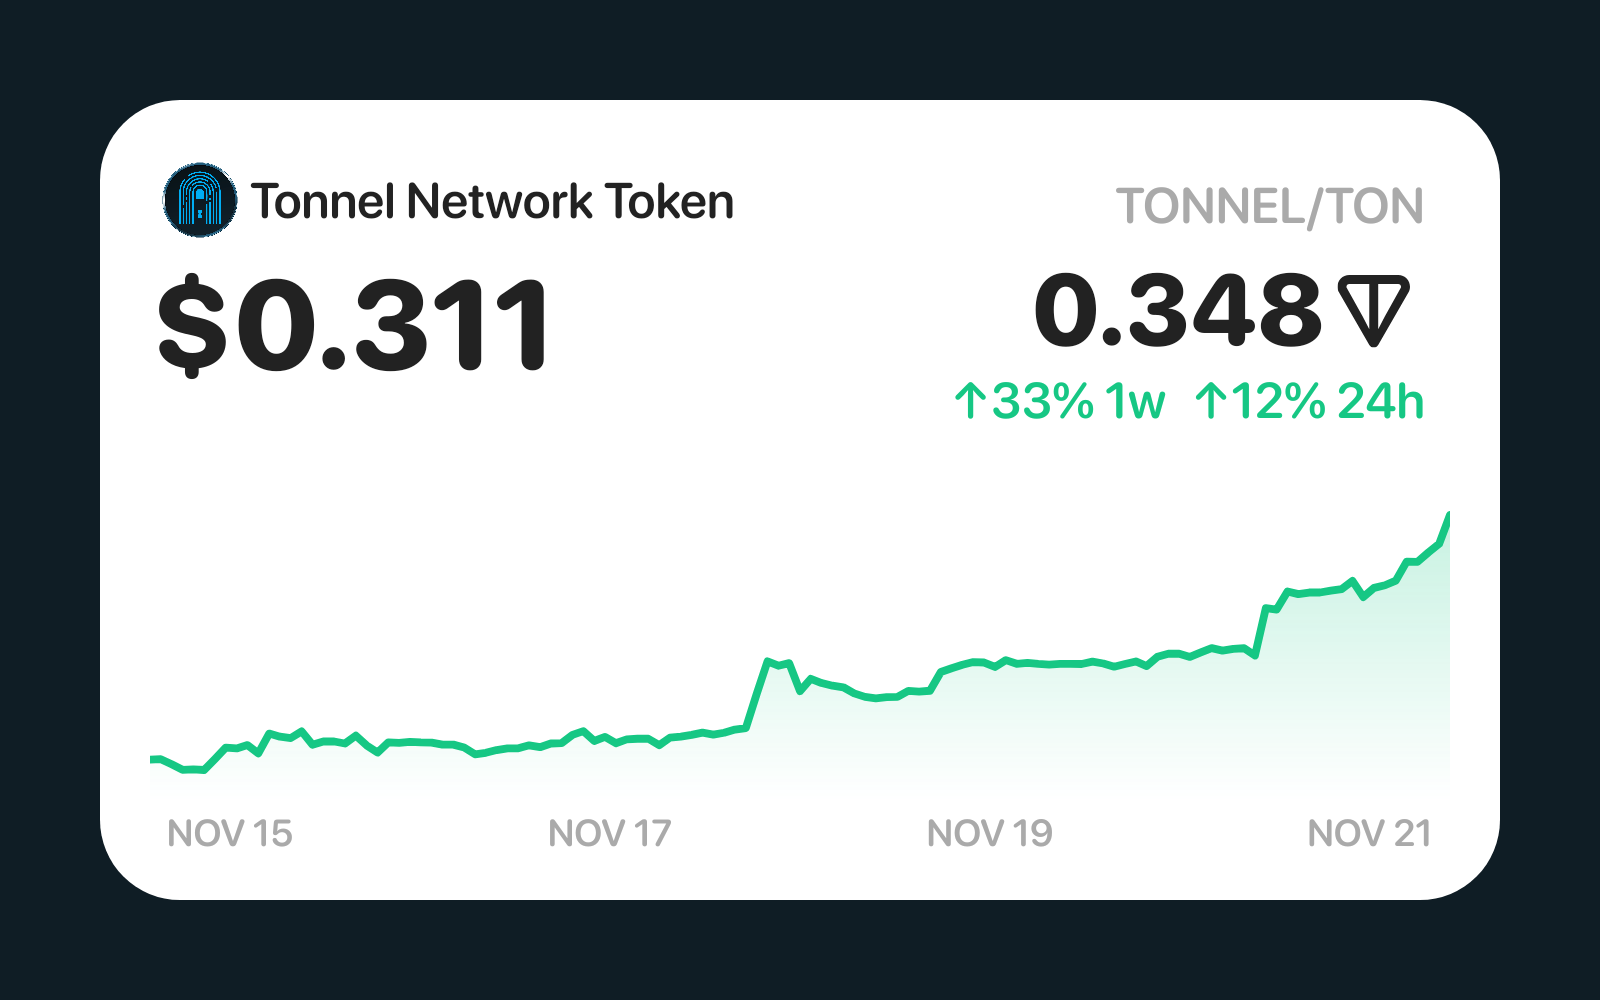 Tonnel Network Token
TONNEL/TON
$0.311
0.348
↑33% 1w ↑12% 24h
NOV 15 NOV 17 NOV 19 NOV 21